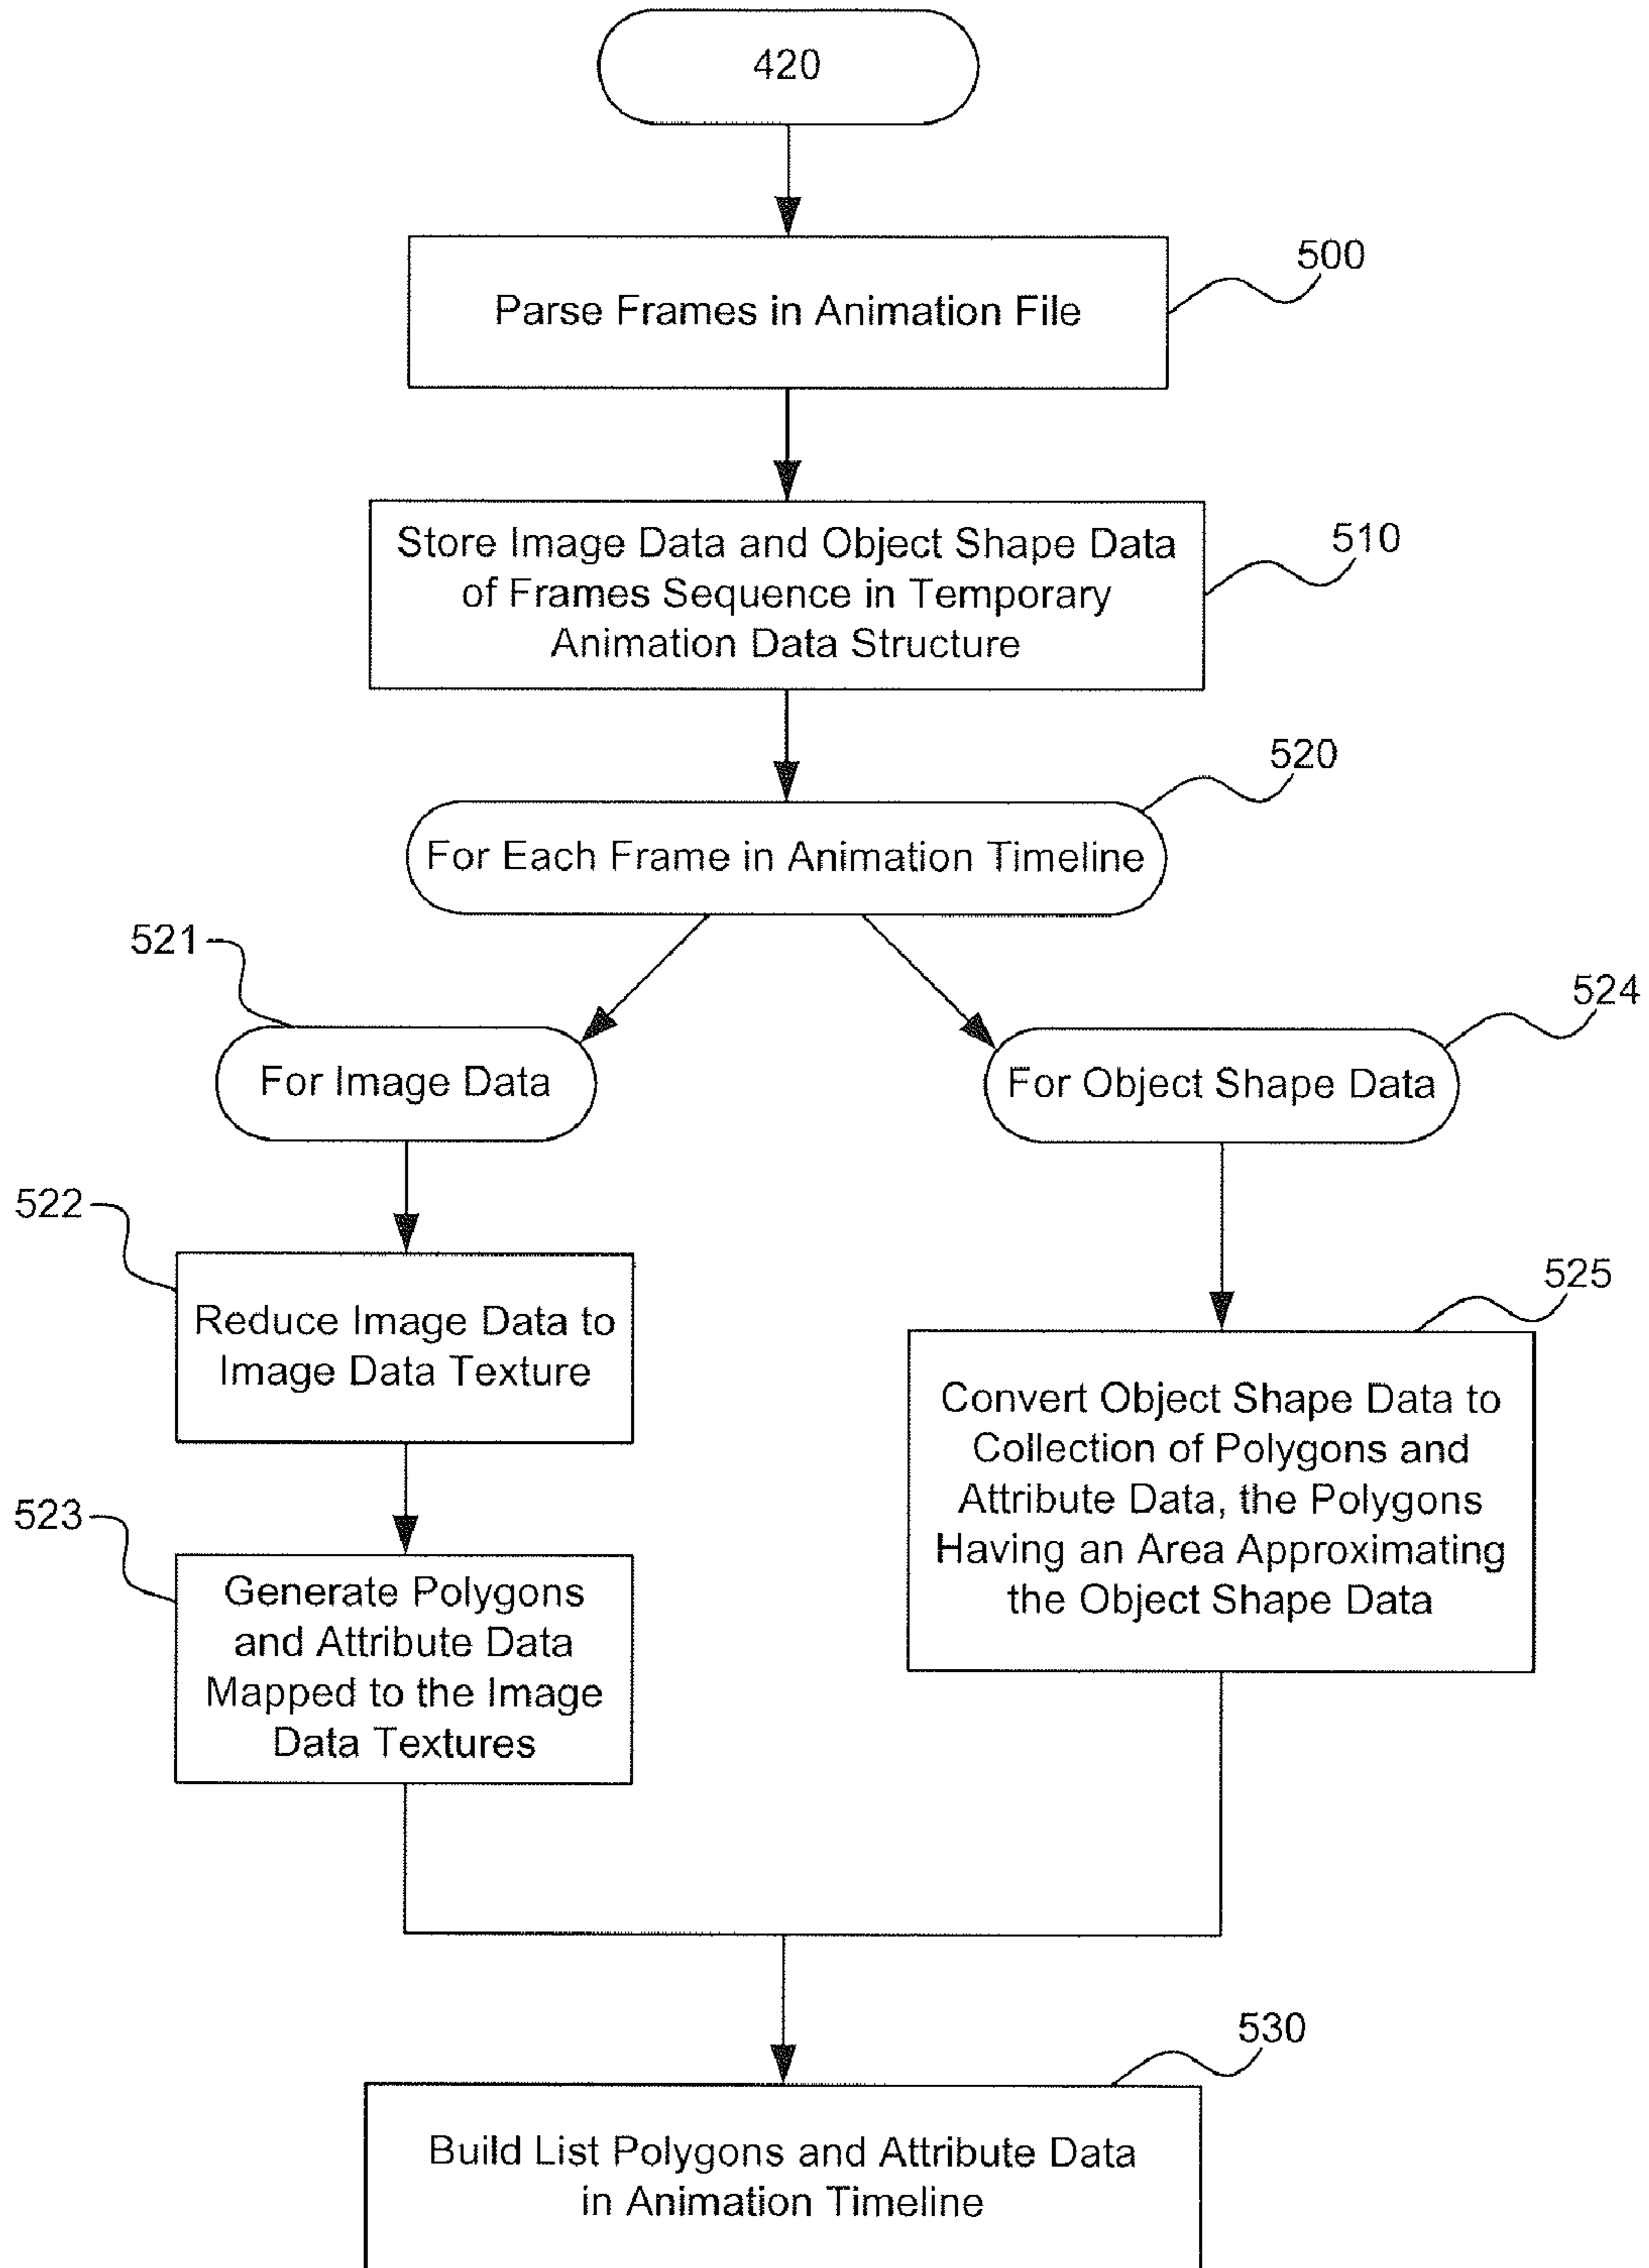 420
500
Parse Frames in Animation File
510
Store Image Data and Object Shape Data
of Frames Sequence in Temporary
Animation Data Structure
520
For Each Frame in Animation Timeline
521
524
For Image Data
For Object Shape Data
522
525
Reduce Image Data to
Image Data Texture
Convert Object Shape Data to
Collection of Polygons and
Attribute Data, the Polygons
Having an Area Approximating
the Object Shape Data
523
Generate Polygons
and Attribute Data
Mapped to the Image
Data Textures
530
Build List Polygons and Attribute Data
in Animation Timeline